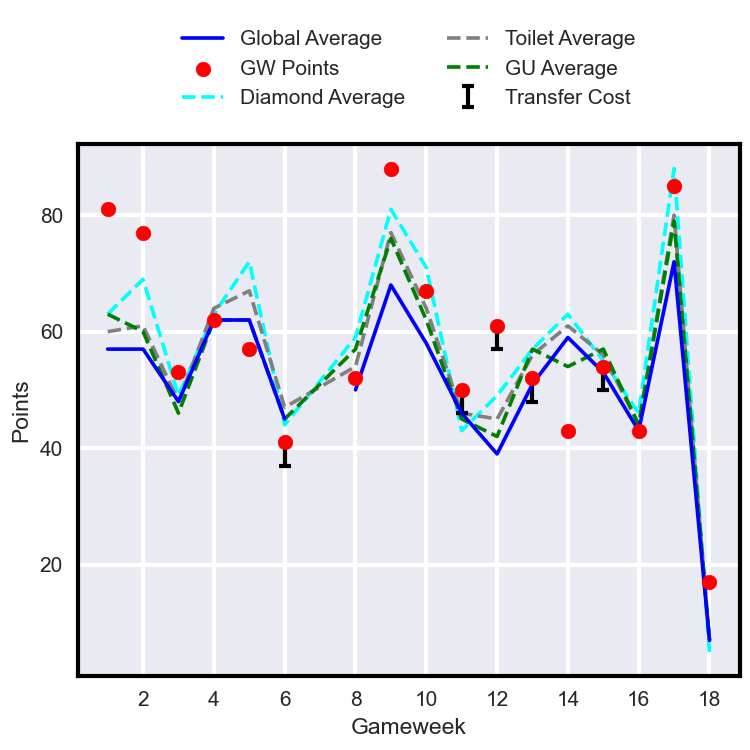 Global Average
GW Points
Diamond Average
Toilet Average
GU Average
Transfer Cost
80
60
40
20
Points
2 4 6 8 10 12 14 16 18
Gameweek